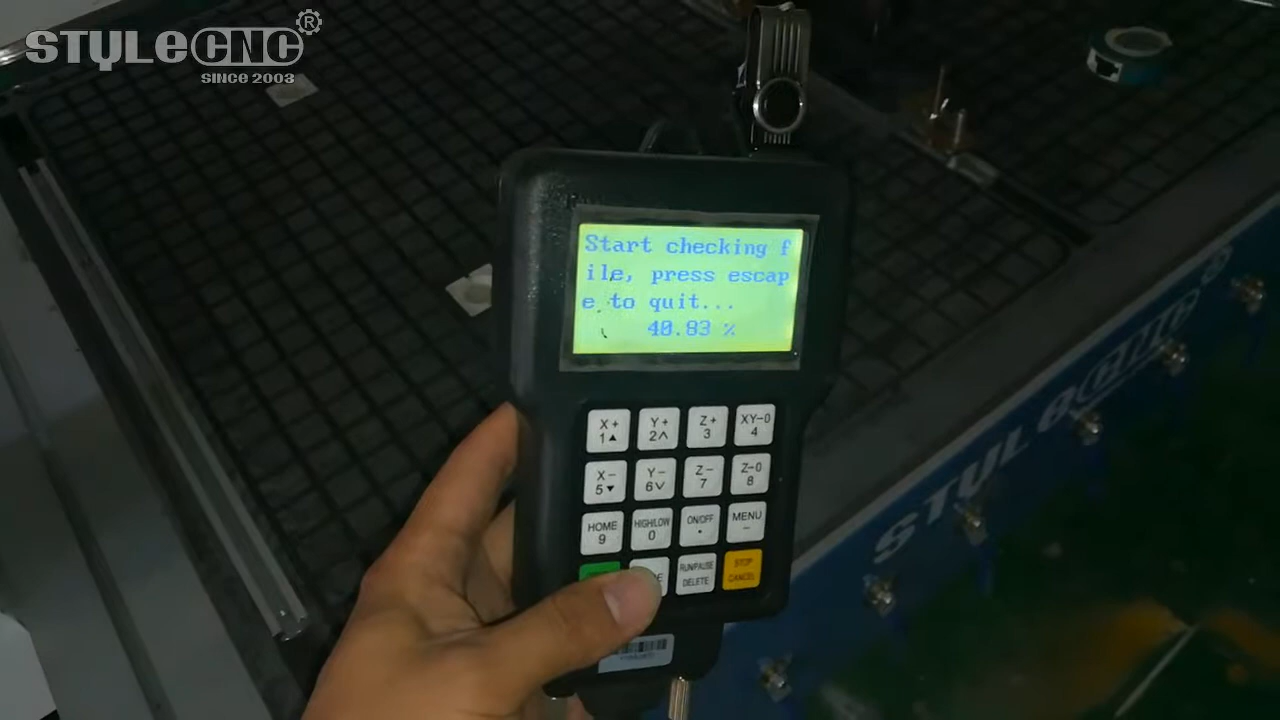 STYLECNC®
SINCE 2003
Start checking f
ile, press escap
e to quit...
40.83 %
X+
1▲
Y+
2∧
Z+
3
XY-0
4
X-
5▼
Y-
6∨
Z-
7
Z-0
8
HOME
9
HIGH/LOW
0
ON/OFF
.
MENU
-
RUN/PAUSE
DELETE
STOP
CANCEL
STYLECNC